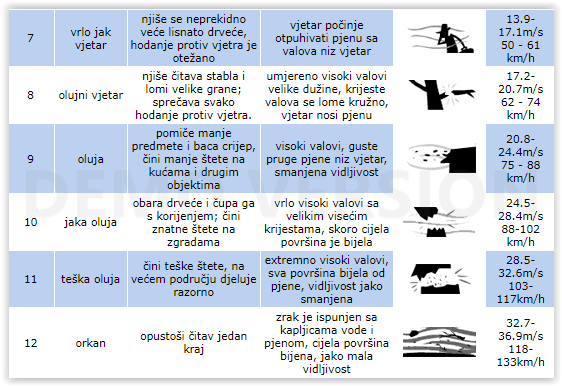 7
vrlo jak
vjetar
njiše se neprekidno
veće lisnato drveće,
hodanje protiv vjetra je
otežano
vjetar počinje
otpuhivati pjenu sa
valova niz vjetar
13.9-
17.1m/s
50 - 61
km/h
8
olujni vjetar
njiše čitava stabla i
lomi velike grane;
sprečava svako
hodanje protiv vjetra.
umjereno visoki valovi
velike dužine, krijeste
valova se lome kružno,
vjetar nosi pjenu
17.2-
20.7m/s
62 - 74
km/h
9
oluja
pomiče manje
predmete i baca crijep,
čini manje štete na
kućama i drugim
objektima
visoki valovi, guste
pruge pjene niz vjetar,
smanjena vidljivost
20.8-
24.4m/s
75 - 88
km/h
10
jaka oluja
obara drveće i čupa ga
s korijenjem; čini
znatne štete na
zgradama
vrlo visoki valovi sa
velikim visećim
krijestama, skoro cijela
površina je bijela
24.5-
28.4m/s
88-102
km/h
11
teška oluja
čini teške štete, na
većem području djeluje
razorno
extremno visoki valovi,
sva površina bijela od
pjene, vidljivost jako
smanjena
28.5-
32.6m/s
103-
117km/h
12
orkan
opustoši čitav jedan
kraj
zrak je ispunjen sa
kapljicama vode i
pjenom, cijela površina
bijena, jako mala
vidljivost
32.7-
36.9m/s
118-
133km/h
DEMO VERSION